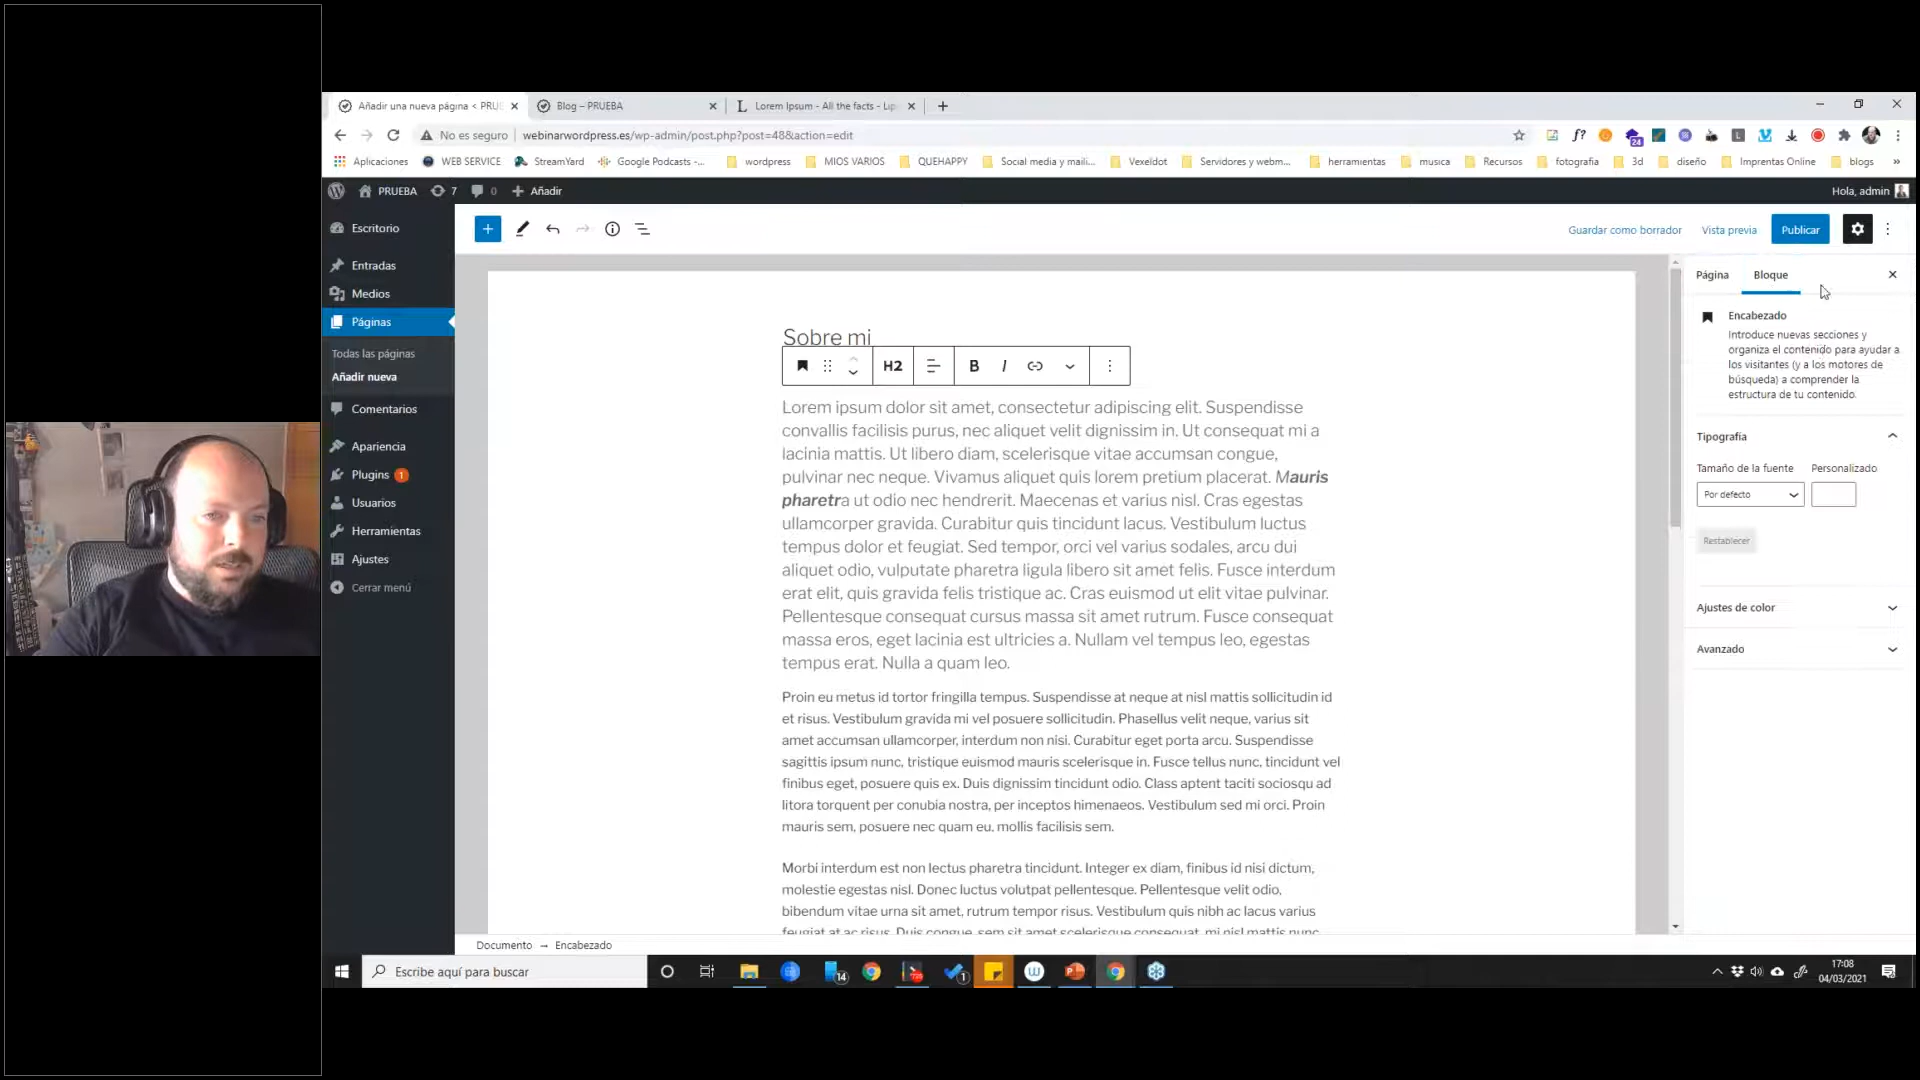 Añadir una nueva página < PRU
Blog – PRUEBA
Lorem Ipsum - All the facts - Lip
No es seguro
webinarwordpress.es/wp-admin/post.php?post=48&action=edit
f?
24
Aplicaciones
WEB SERVICE
StreamYard
Google Podcasts -...
wordpress
MIOS VARIOS
QUEHAPPY
Social media y maili...
Vexeldot
Servidores y webm...
herramientas
musica
Recursos
fotografia
3d
diseño
Imprentas Online
blogs
»
PRUEBA
7
0
Añadir
Hola, admin
Escritorio
Entradas
Medios
Páginas
Todas las páginas
Añadir nueva
Comentarios
Apariencia
Plugins 1
Usuarios
Herramientas
Ajustes
Cerrar menú
Guardar como borrador
Vista previa
Publicar
Sobre mi
H2
B
I
Lorem ipsum dolor sit amet, consectetur adipiscing elit. Suspendisse
convallis facilisis purus, nec aliquet velit dignissim in. Ut consequat mi a
lacinia mattis. Ut libero diam, scelerisque vitae accumsan congue,
pulvinar nec neque. Vivamus aliquet quis lorem pretium placerat. Mauris
pharetra ut odio nec hendrerit. Maecenas et varius nisl. Cras egestas
ullamcorper gravida. Curabitur quis tincidunt lacus. Vestibulum luctus
tempus dolor et feugiat. Sed tempor, orci vel varius sodales, arcu dui
aliquet odio, vulputate pharetra ligula libero sit amet felis. Fusce interdum
erat elit, quis gravida felis tristique ac. Cras euismod ut elit vitae pulvinar.
Pellentesque consequat cursus massa sit amet rutrum. Fusce consequat
massa eros, eget lacinia est ultricies a. Nullam vel tempus leo, egestas
tempus erat. Nulla a quam leo.
Proin eu metus id tortor fringilla tempus. Suspendisse at neque at nisl mattis sollicitudin id
et risus. Vestibulum gravida mi vel posuere sollicitudin. Phasellus velit neque, varius sit
amet accumsan ullamcorper, interdum non nisi. Curabitur eget porta arcu. Suspendisse
sagittis ipsum nunc, tristique euismod mauris scelerisque in. Fusce tellus nunc, tincidunt vel
finibus eget, posuere quis ex. Duis dignissim tincidunt odio. Class aptent taciti sociosqu ad
litora torquent per conubia nostra, per inceptos himenaeos. Vestibulum sed mi orci. Proin
mauris sem, posuere nec quam eu, mollis facilisis sem.
Morbi interdum est non lectus pharetra tincidunt. Integer ex diam, finibus id nisi dictum,
molestie egestas nisl. Donec luctus volutpat pellentesque. Pellentesque velit odio,
bibendum vitae urna sit amet, rutrum tempor risus. Vestibulum quis nibh ac lacus varius
feugiat at ac risus. Duis congue, sem sit amet scelerisque consequat, mi nisl mattis nunc,
Página
Bloque
Encabezado
Introduce nuevas secciones y
organiza el contenido para ayudar a
los visitantes (y a los motores de
búsqueda) a comprender la
estructura de tu contenido.
Tipografía
Tamaño de la fuente
Personalizado
Por defecto
Restablecer
Ajustes de color
Avanzado
Documento → Encabezado
Escribe aquí para buscar
14
1
17:08
04/03/2021